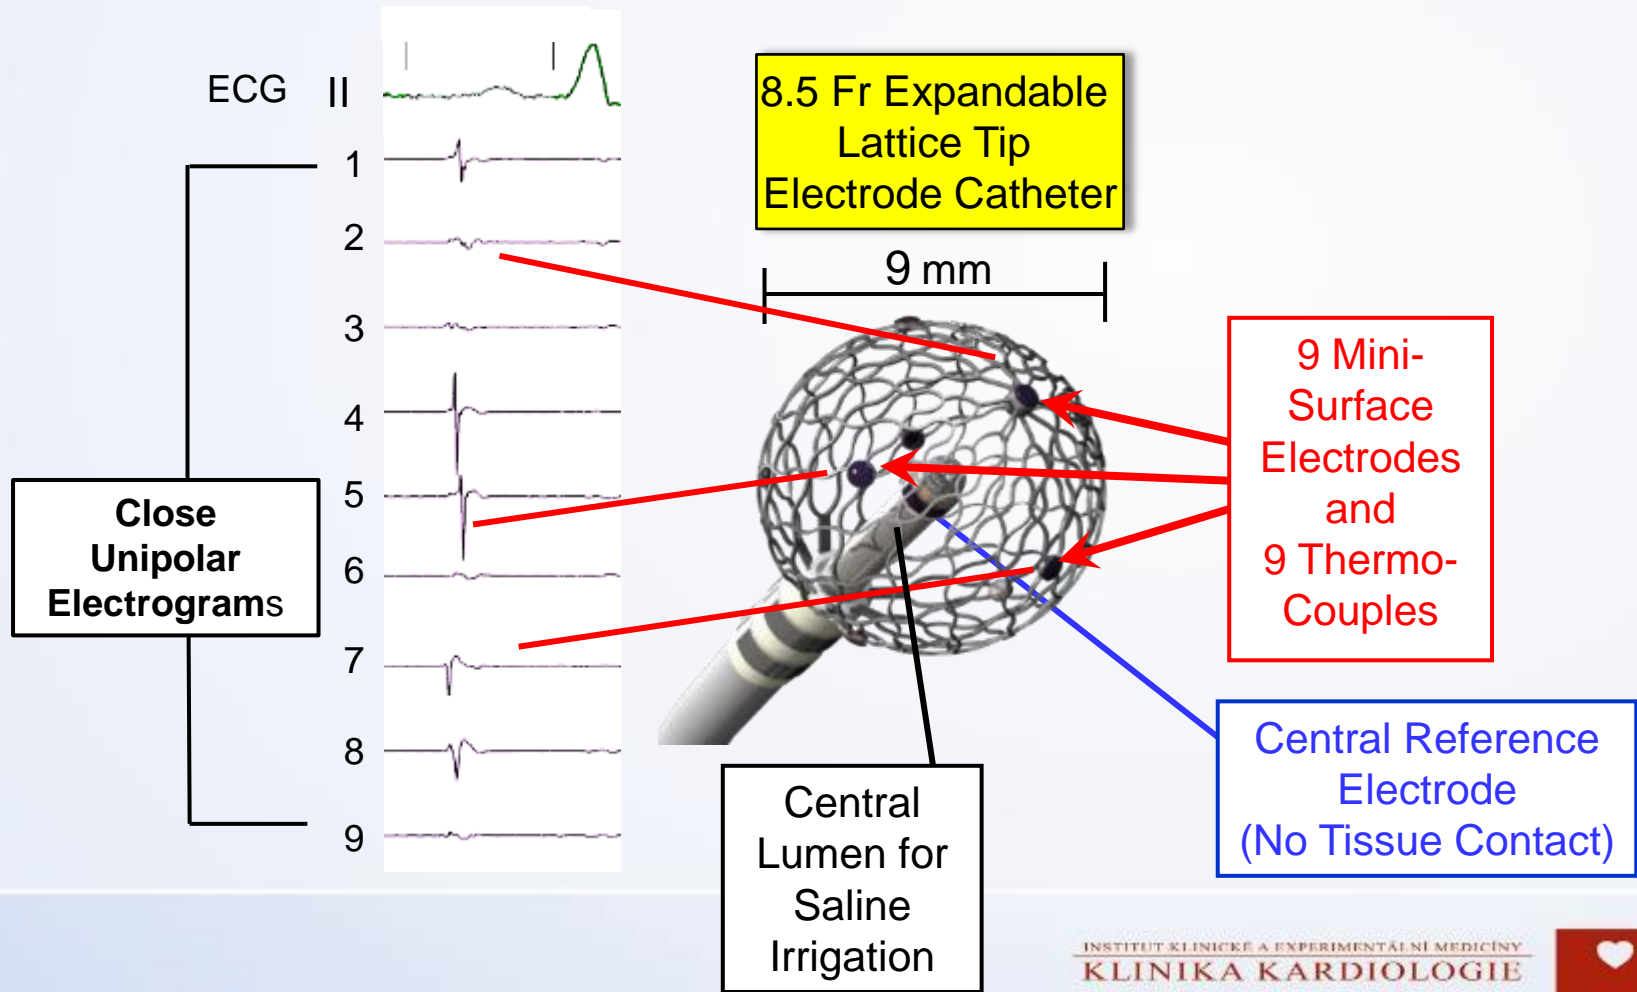 ECG II
1
2
3
4
5
6
7
8
9
Close
Unipolar
Electrograms
8.5 Fr Expandable
Lattice Tip
Electrode Catheter
9 mm
9 Mini-
Surface
Electrodes
and
9 Thermo-
Couples
Central Reference
Electrode
(No Tissue Contact)
Central
Lumen for
Saline
Irrigation
INSTITUT KLINICKÉ A EXPERIMENTÁLNÍ MEDICÍNY
KLINIKA KARDIOLOGIE